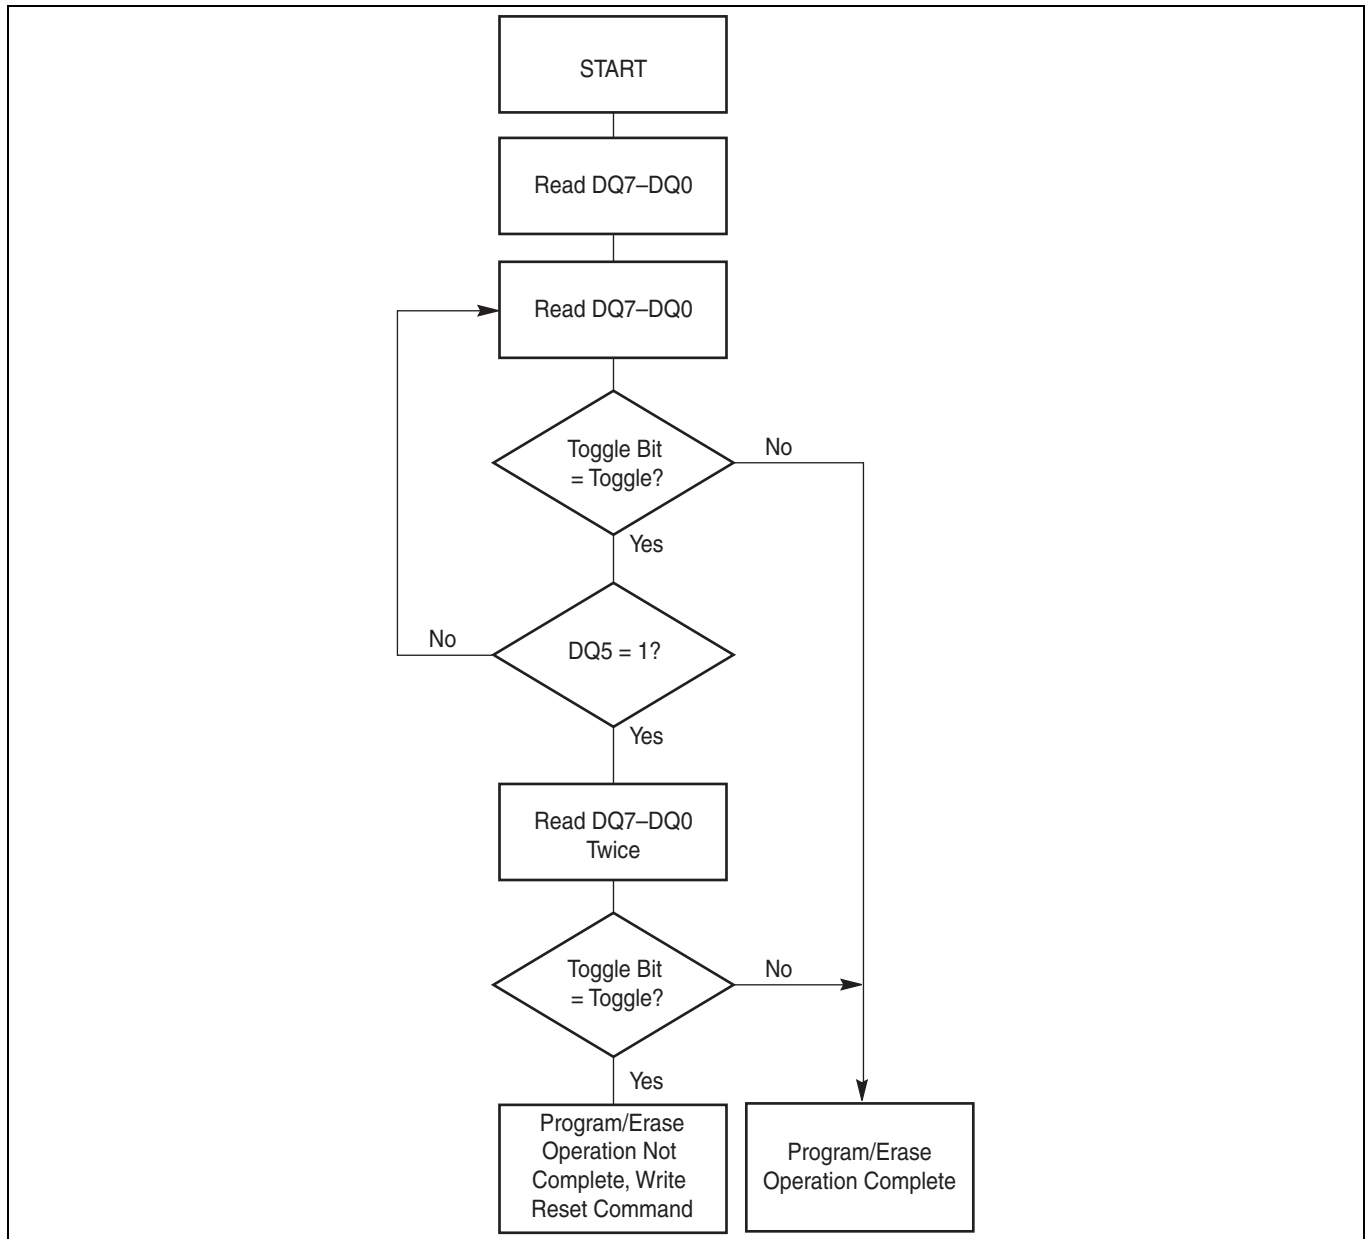 START
Read DQ7–DQ0
Read DQ7–DQ0
Toggle Bit
= Toggle?
No
Yes
DQ5 = 1?
No
Yes
Read DQ7–DQ0
Twice
Toggle Bit
= Toggle?
No
Yes
Program/Erase
Operation Not
Complete, Write
Reset Command
Program/Erase
Operation Complete